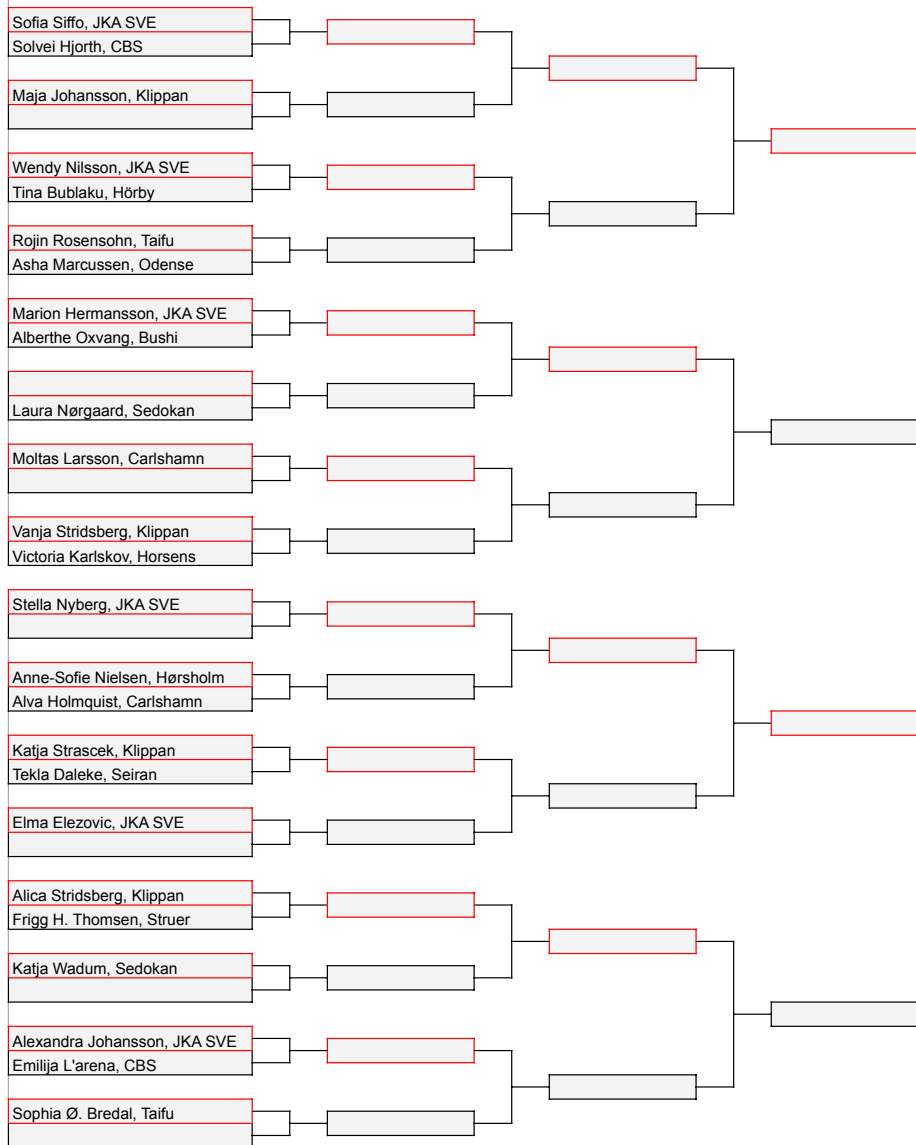 Sofia Siffo, JKA SVE
Solvei Hjorth, CBS
Maja Johansson, Klippan
Wendy Nilsson, JKA SVE
Tina Bublaku, Hörby
Rojin Rosensohn, Taifu
Asha Marcussen, Odense
Marion Hermansson, JKA SVE
Alberthe Oxvang, Bushi
Laura Nørgaard, Sedokan
Moltas Larsson, Carlshamn
Vanja Stridsberg, Klippan
Victoria Karlskov, Horsens
Stella Nyberg, JKA SVE
Anne-Sofie Nielsen, Hørsholm
Alva Holmquist, Carlshamn
Katja Strascek, Klippan
Tekla Daleke, Seiran
Elma Elezovic, JKA SVE
Alica Stridsberg, Klippan
Frigg H. Thomsen, Struer
Katja Wadum, Sedokan
Alexandra Johansson, JKA SVE
Emilija L'arena, CBS
Sophia Ø. Bredal, Taifu